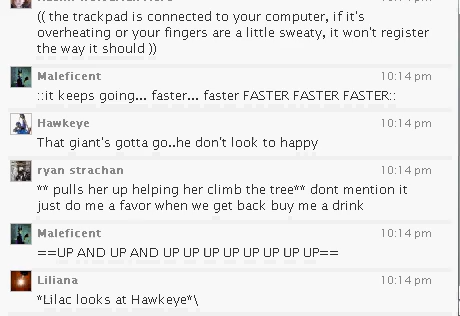 (( the trackpad is connected to your computer, if it's
overheating or your fingers are a little sweaty, it won't register
the way it should ))
Maleficent 10:14 pm
::it keeps going... faster... faster FASTER FASTER FASTER::
Hawkeye 10:14 pm
That giant's gotta go..he don't look to happy
ryan strachan 10:14 pm
** pulls her up helping her climb the tree** dont mention it
just do me a favor when we get back buy me a drink
Maleficent 10:14 pm
==UP AND UP AND UP UP UP UP UP UP UP UP==
Liliana 10:14 pm
*Lilac looks at Hawkeye*\